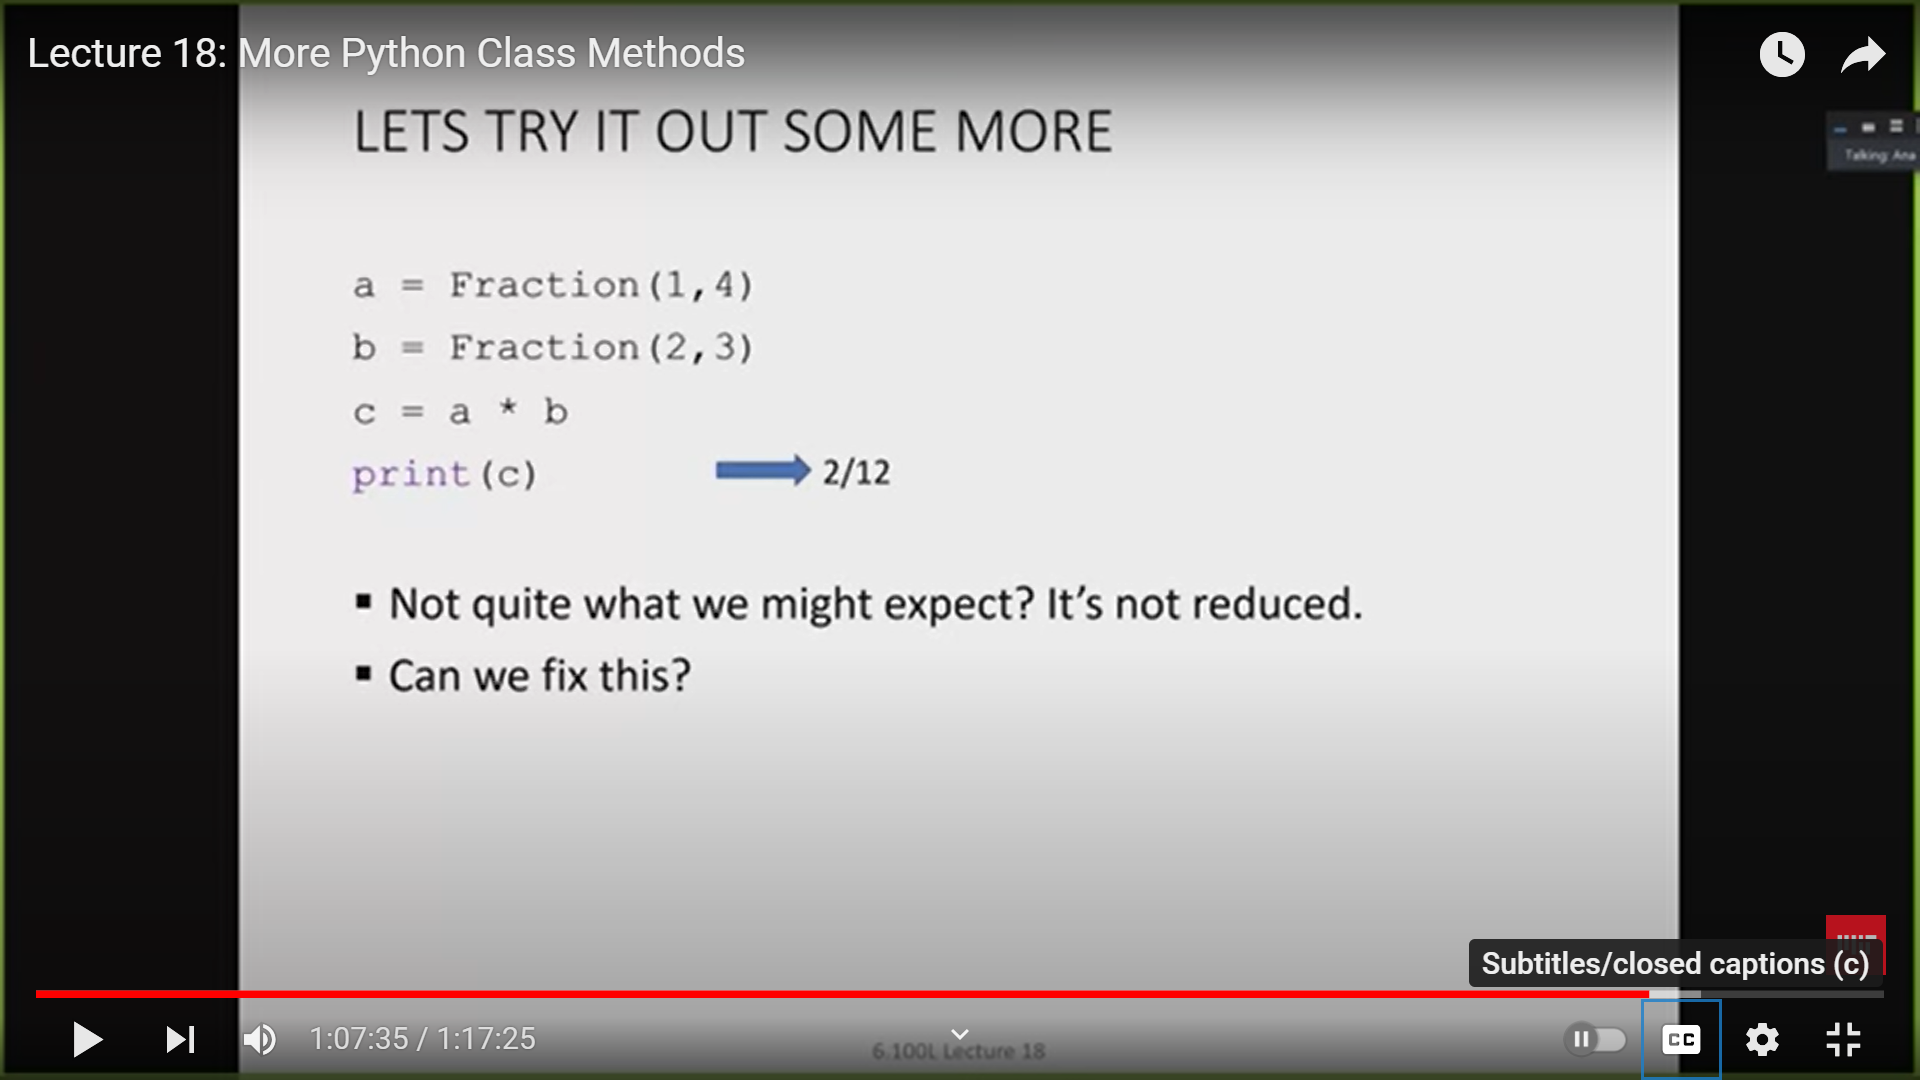 Lecture 18: More Python Class Methods
LETS TRY IT OUT SOME MORE
Talking: Ana
a = Fraction(1,4)
b = Fraction(2,3)
c = a * b
print(c) 2/12
▪ Not quite what we might expect? It's not reduced.
▪ Can we fix this?
Subtitles/closed captions (c)
1:07:35 / 1:17:25
CC
6.100L Lecture 18